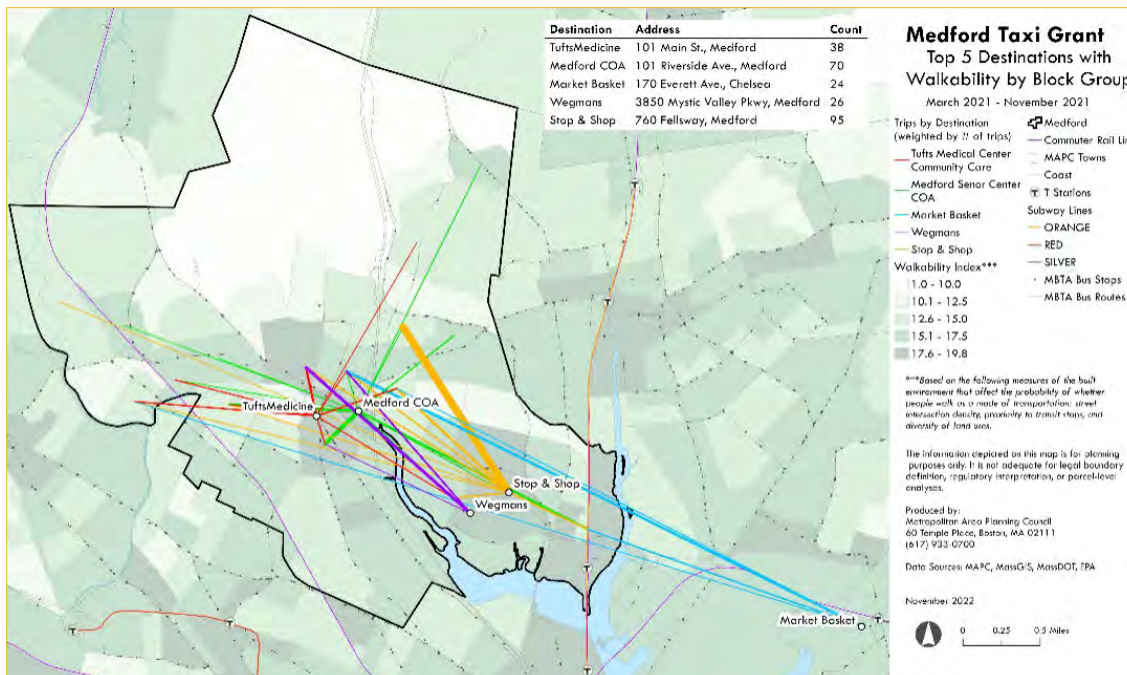 Destination Address Count
TuftsMedicine 101 Main St., Medford 38
Medford COA 101 Riverside Ave., Medford 70
Market Basket 170 Everett Ave., Chelsea 24
Wegmans 3850 Mystic Valley Pkwy, Medford 26
Stop & Shop 760 Fellsway, Medford 95
Medford Taxi Grant
Top 5 Destinations with
Walkability by Block Group
March 2021 - November 2021
Trips by Destination
(weighted by # of trips)
Tufts Medical Center
Community Care
Medford Senor Center
COA
Market Basket
Wegmans
Stop & Shop
Walkability Index***
1.0 - 10.0
10.1 - 12.5
12.6 - 15.0
15.1 - 17.5
17.6 - 19.8
Medford
Commuter Rail Lin
MAPC Towns
Coast
T T Stations
Subway Lines
ORANGE
RED
SILVER
MBTA Bus Stops
MBTA Bus Routes
***Based on the following measures of the built
environment that affect the probability of whether
people walk as a mode of transportation: street
intersection density, proximity to transit stops, and
diversity of land uses.
The information depicted on this map is for planning
purposes only. It is not adequate for legal boundary
definition, regulatory interpretation, or parcel-level
analyses.
Produced by:
Metropolitan Area Planning Council
60 Temple Place, Boston, MA 02111
(617) 933-0700
Data Sources: MAPC, MassGIS, MassDOT, EPA
November 2022
0 0.25 0.5 Miles
TuftsMedicine
Medford COA
Stop & Shop
Wegmans
Market Basket
T
T
T
T
T
T
T